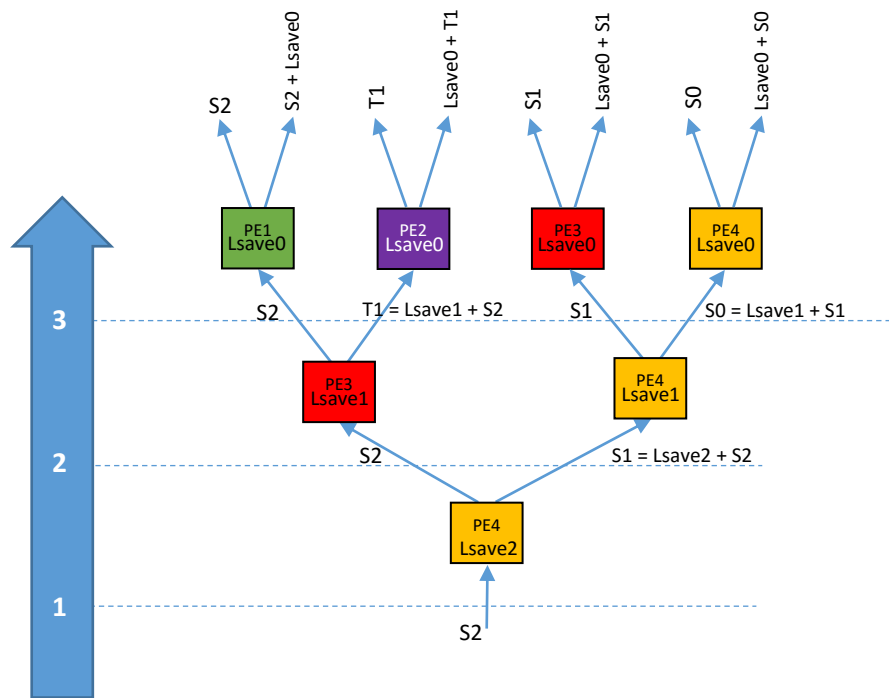 S2
S2 + Lsave0
T1
Lsave0 + T1
S1
Lsave0 + S1
S0
Lsave0 + S0
PE1
Lsave0
PE2
Lsave0
PE3
Lsave0
PE4
Lsave0
3
S2
T1 = Lsave1 + S2
S1
S0 = Lsave1 + S1
PE3
Lsave1
PE4
Lsave1
2
S2
S1 = Lsave2 + S2
PE4
Lsave2
1
S2